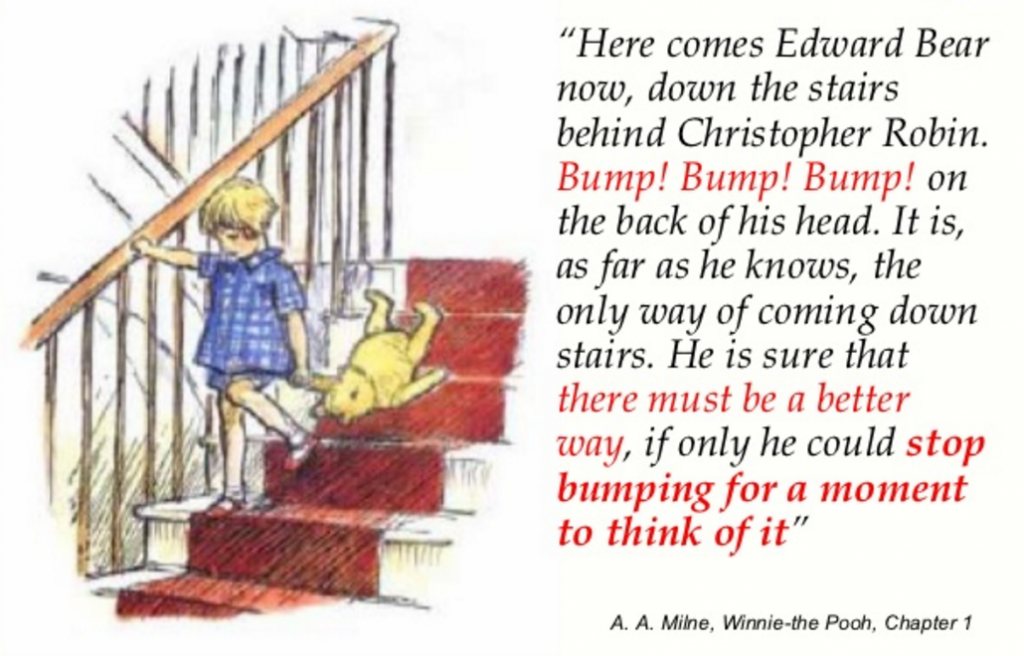 “Here comes Edward Bear
now, down the stairs
behind Christopher Robin.
Bump! Bump! Bump! on
the back of his head. It is,
as far as he knows, the
only way of coming down
stairs. He is sure that
there must be a better
way, if only he could stop
bumping for a moment
to think of it”
A. A. Milne, Winnie-the Pooh, Chapter 1